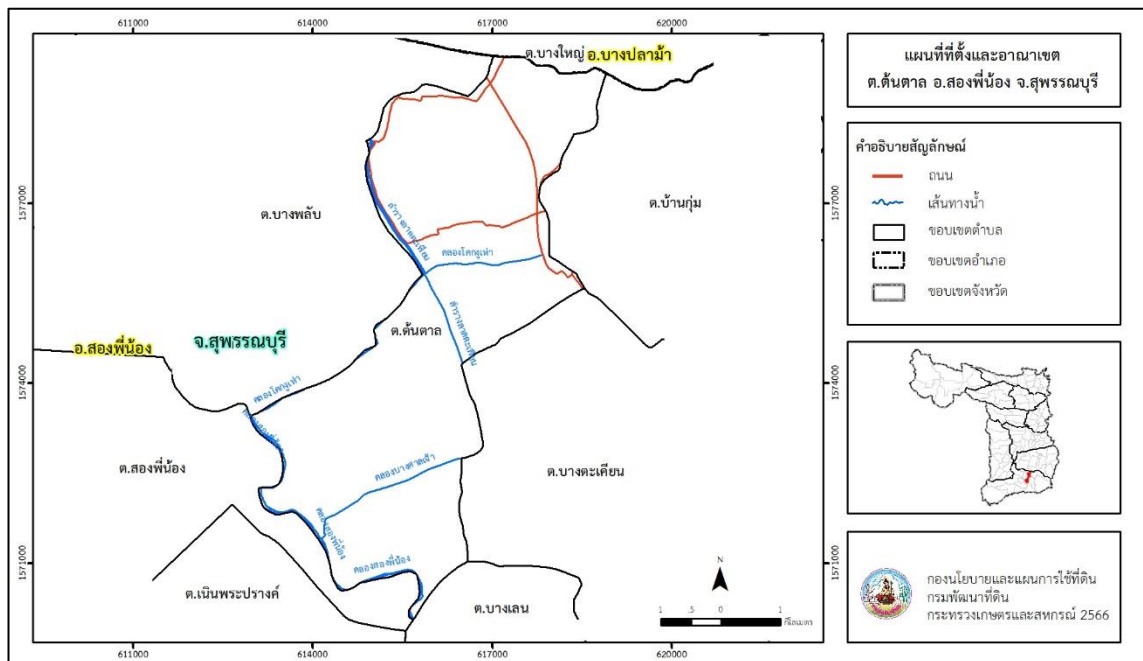 611000 614000 617000 620000
ต.บางใหญ่ อ.บางปลาม้า
1577000 1577000
ต.บางพลับ
ต.บ้านกุ่ม
คลองโคกงูเห่า
ต.ต้นตาล
จ.สุพรรณบุรี
อ.สองพี่น้อง
1574000 1574000
คลองโคกงูเห่า
ต.สองพี่น้อง
ต.บางตะเคียน
คลองสองพี่น้อง
คลองสองพี่น้อง
1571000 1571000
ต.เนินพระปรางค์
ต.บางเลน
N
1 .5 0 1
กิโลเมตร
611000 614000 617000 620000
แผนที่ที่ตั้งและอาณาเขต
ต.ต้นตาล อ.สองพี่น้อง จ.สุพรรณบุรี
คำอธิบายสัญลักษณ์
ถนน
เส้นทางน้ำ
ขอบเขตตำบล
ขอบเขตอำเภอ
ขอบเขตจังหวัด
กองนโยบายและแผนการใช้ที่ดิน
กรมพัฒนาที่ดิน
กระทรวงเกษตรและสหกรณ์ 2566